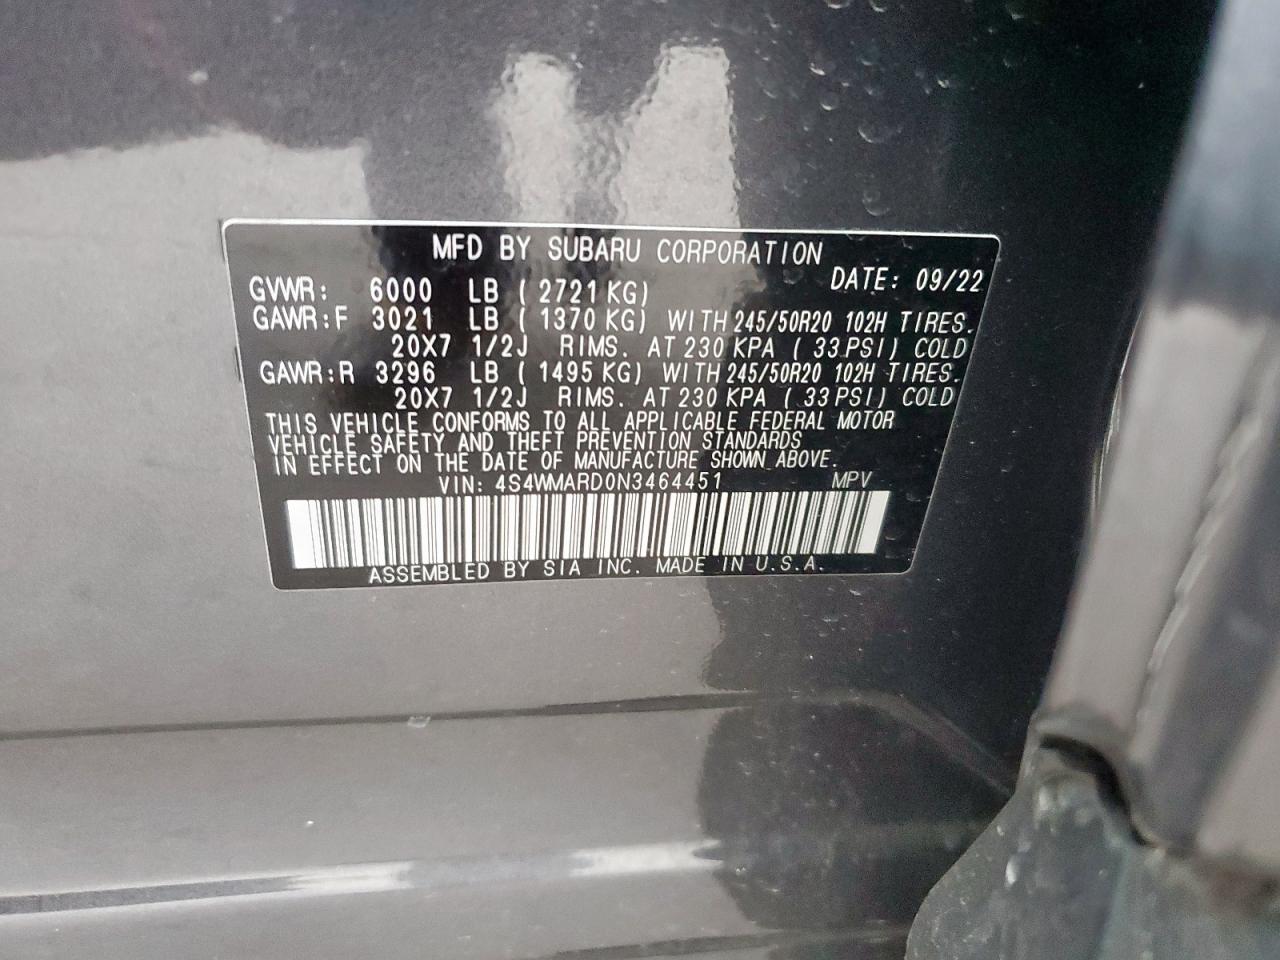 MFD BY SUBARU CORPORATION
DATE: 09/22
GVWR: 6000 LB ( 2721 KG)
GAWR:F 3021 LB ( 1370 KG) WITH 245/50R20 102H TIRES.
20X7 1/2J RIMS. AT 230 KPA ( 33 PSI) COLD
GAWR:R 3296 LB ( 1495 KG) WITH 245/50R20 102H TIRES.
20X7 1/2J RIMS. AT 230 KPA ( 33 PSI) COLD
THIS VEHICLE CONFORMS TO ALL APPLICABLE FEDERAL MOTOR
VEHICLE SAFETY AND THEFT PREVENTION STANDARDS
IN EFFECT ON THE DATE OF MANUFACTURE SHOWN ABOVE.
VIN: 4S4WMARD0N3464451 MPV
ASSEMBLED BY SIA INC. MADE IN U.S.A.